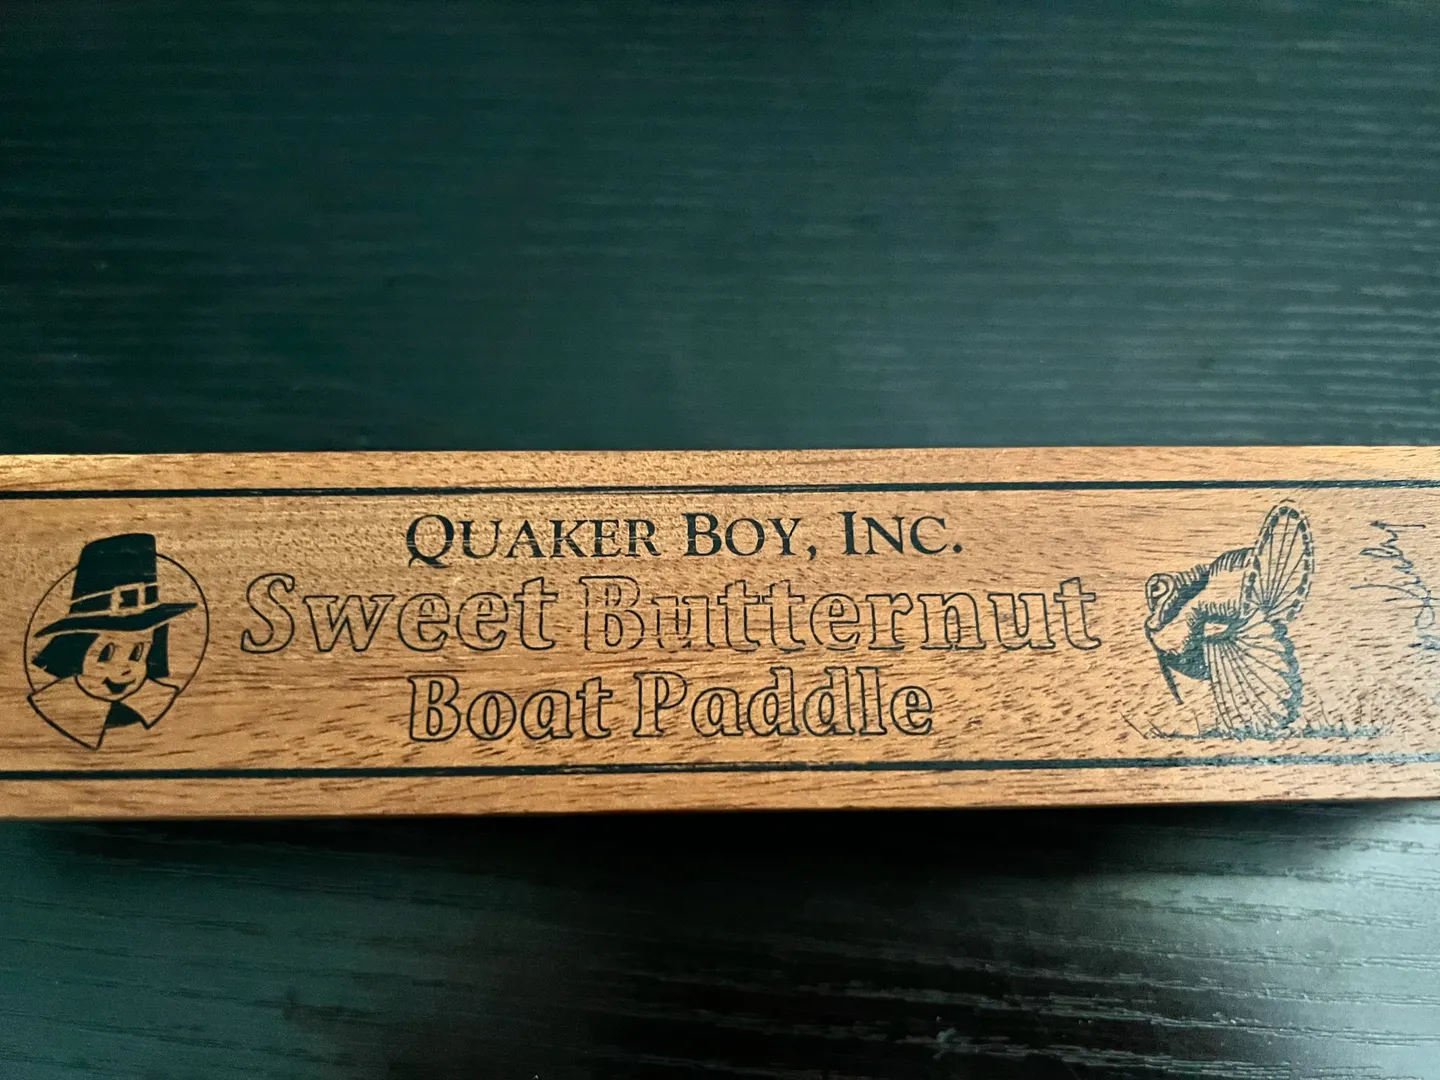 QUAKER BOY, INC.
Sweet Butternut
Boat Paddle